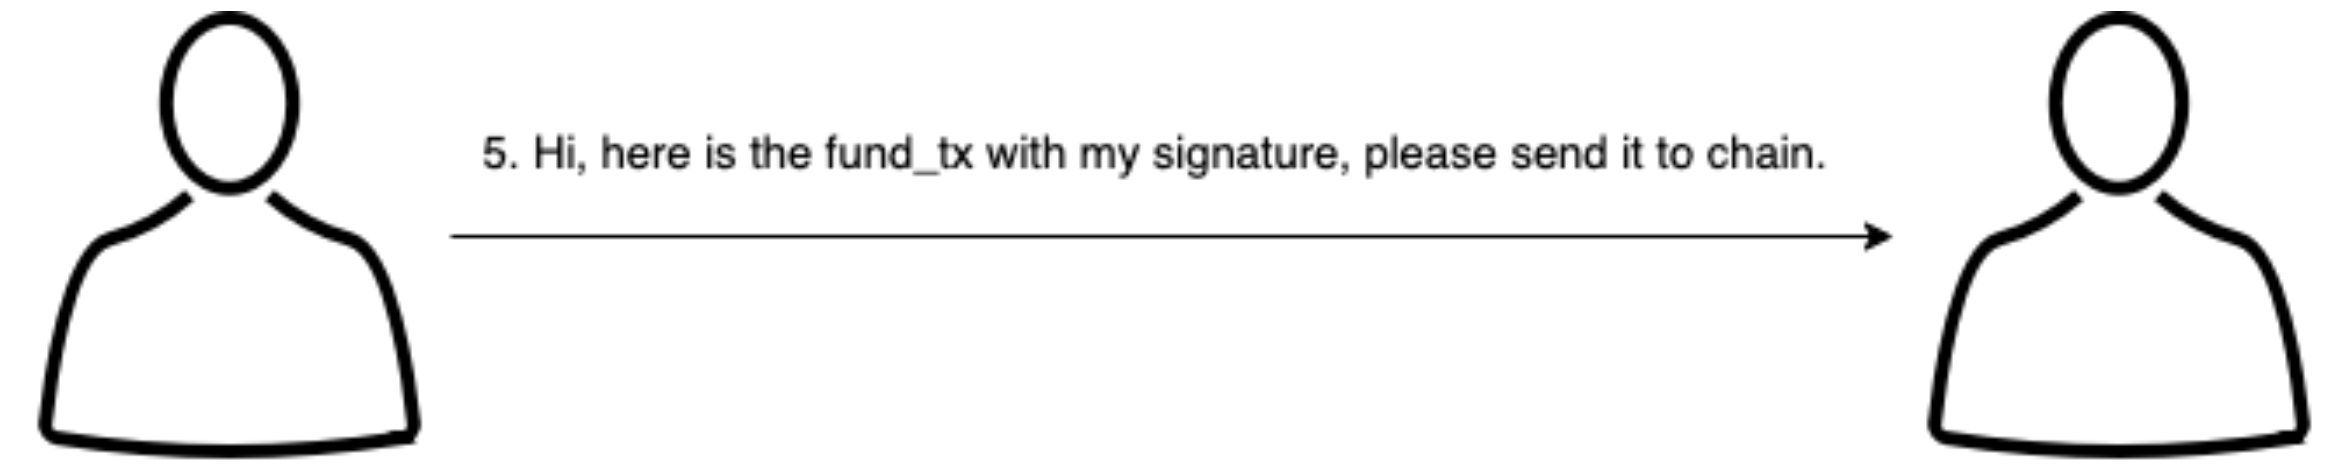 5. Hi, here is the fund_tx with my signature, please send it to chain.